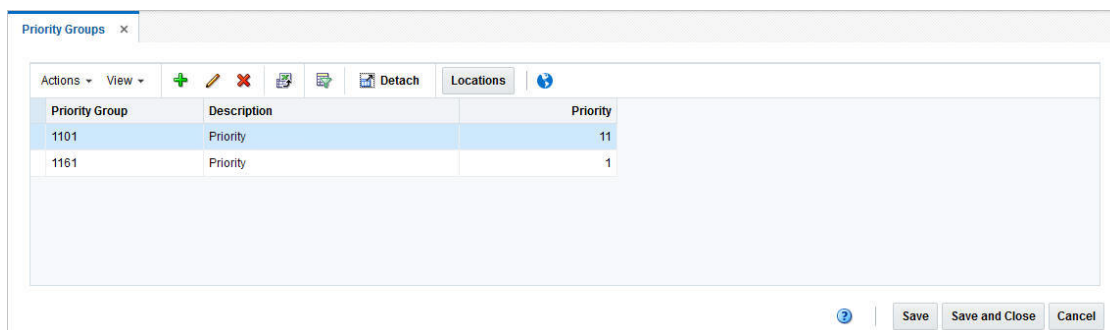 Priority Groups
Actions View Detach Locations
Priority Group Description Priority
1101 Priority 11
1161 Priority 1
Save Save and Close Cancel